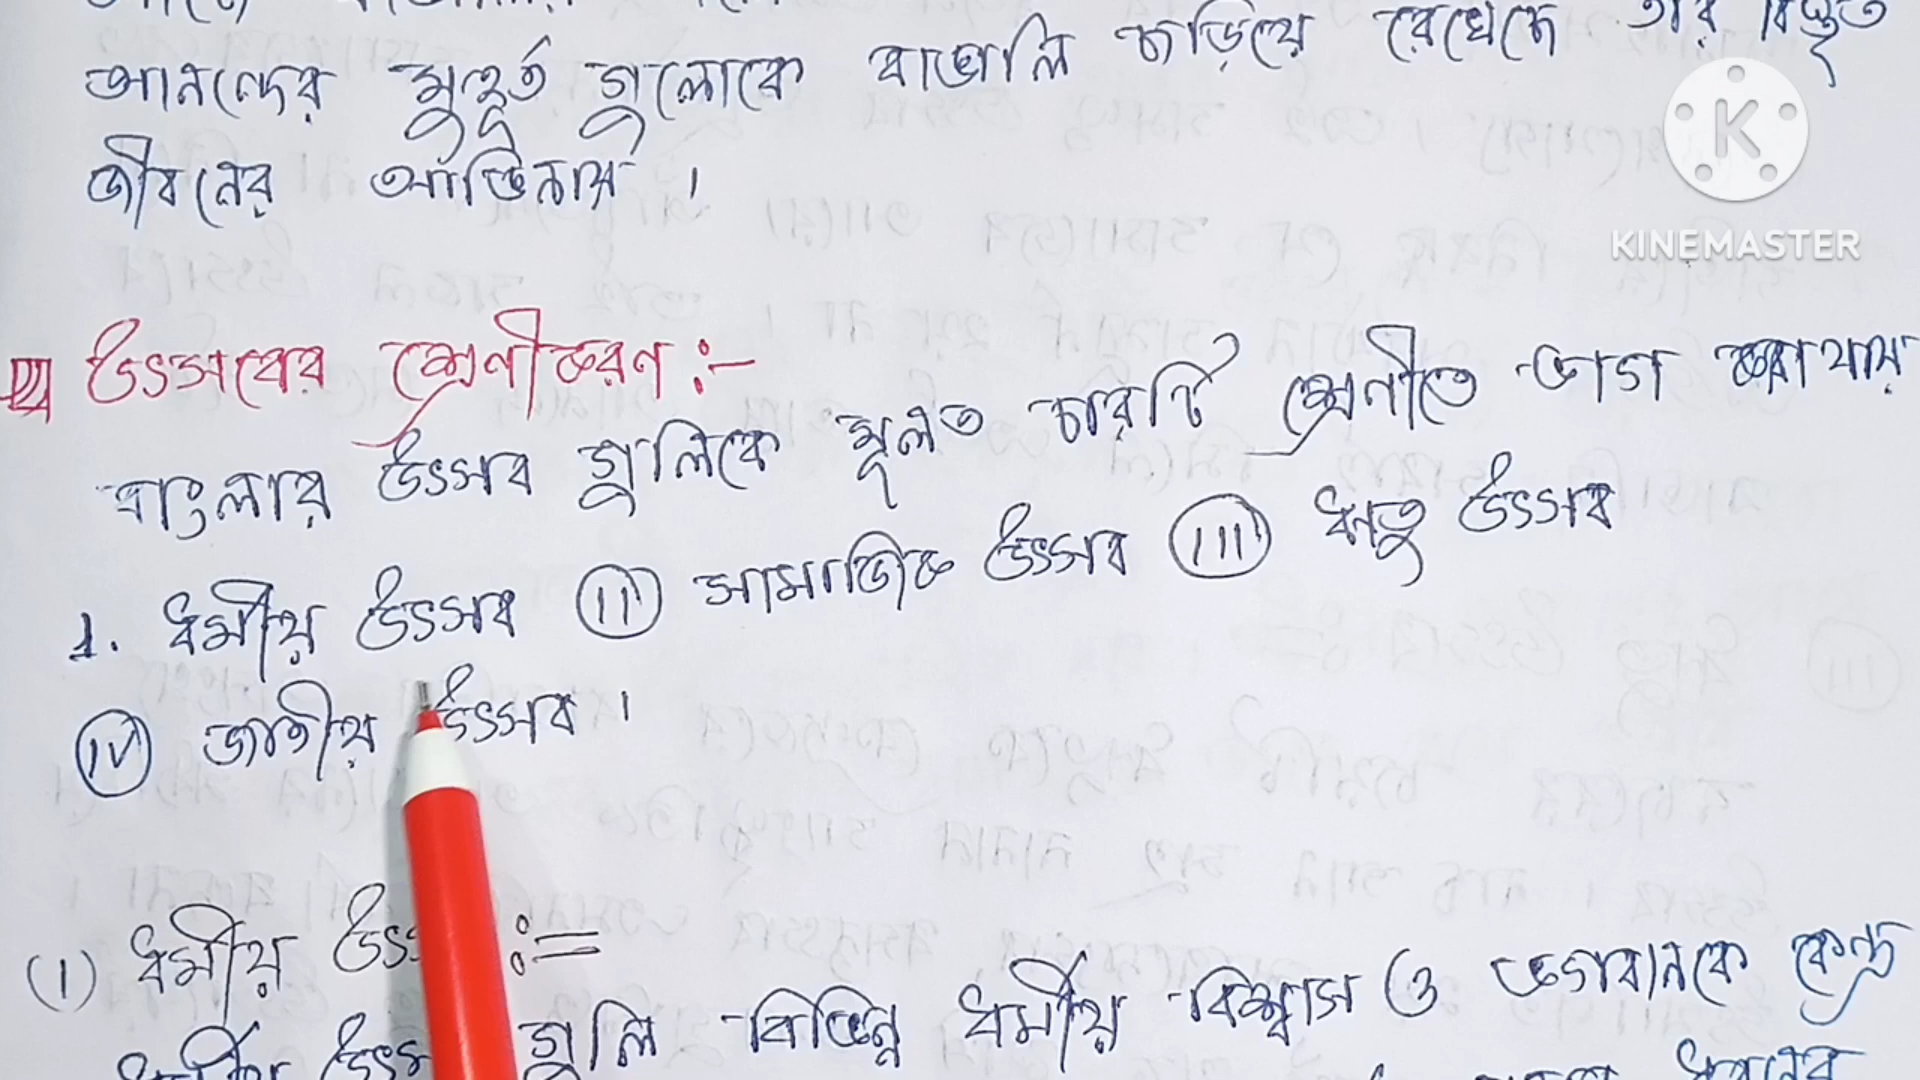 আনন্দের মুহূর্ত গুলোকে বাঙালি জড়িয়ে রেখেছে তার বিস্তৃত
জীবনের আঙিনায় ।
উৎসবের শ্রেণীকরণ :-
বাংলার উৎসব গুলিকে মূলত চারটি শ্রেণীতে ভাগ করা যায়
1. ধর্মীয় উৎসব (II) সামাজিক উৎসব (III) ঋতু উৎসব
(IV) জাতীয় উৎসব ।
(1) ধর্মীয় :=
গুলি বিভিন্ন ধর্মীয় বিশ্বাস ও ভগবানকে কেন্দ্র
K
KINEMASTER